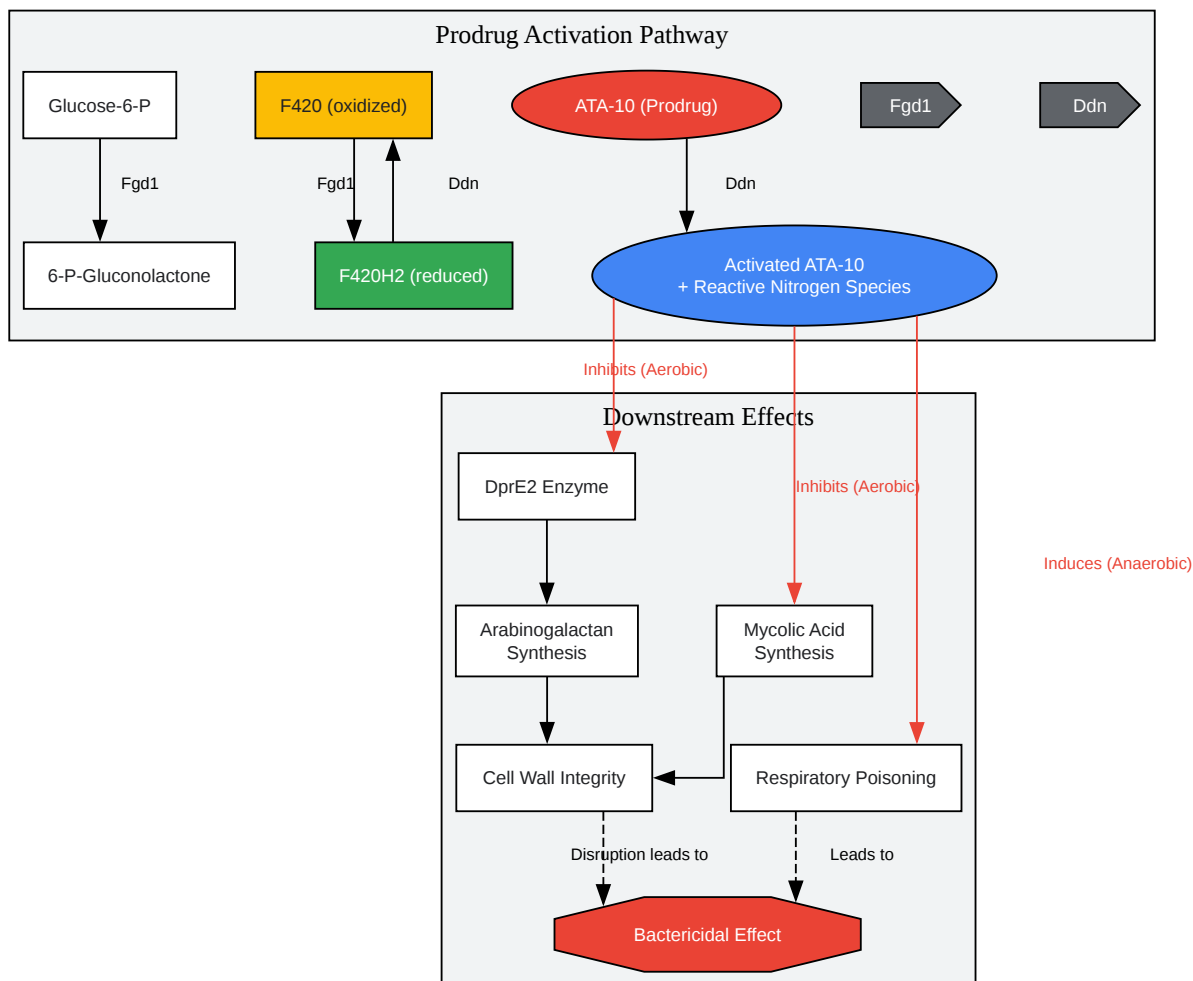 Prodrug Activation Pathway
Glucose-6-P
F420 (oxidized)
ATA-10 (Prodrug)
Fgd1
Ddn
Fgd1
Fgd1
Ddn
Ddn
6-P-Gluconolactone
F420H2 (reduced)
Activated ATA-10
+ Reactive Nitrogen Species
Inhibits (Aerobic)
Downstream Effects
DprE2 Enzyme
Inhibits (Aerobic)
Induces (Anaerobic)
Arabinogalactan
Synthesis
Mycolic Acid
Synthesis
Cell Wall Integrity
Respiratory Poisoning
Disruption leads to
Leads to
Bactericidal Effect